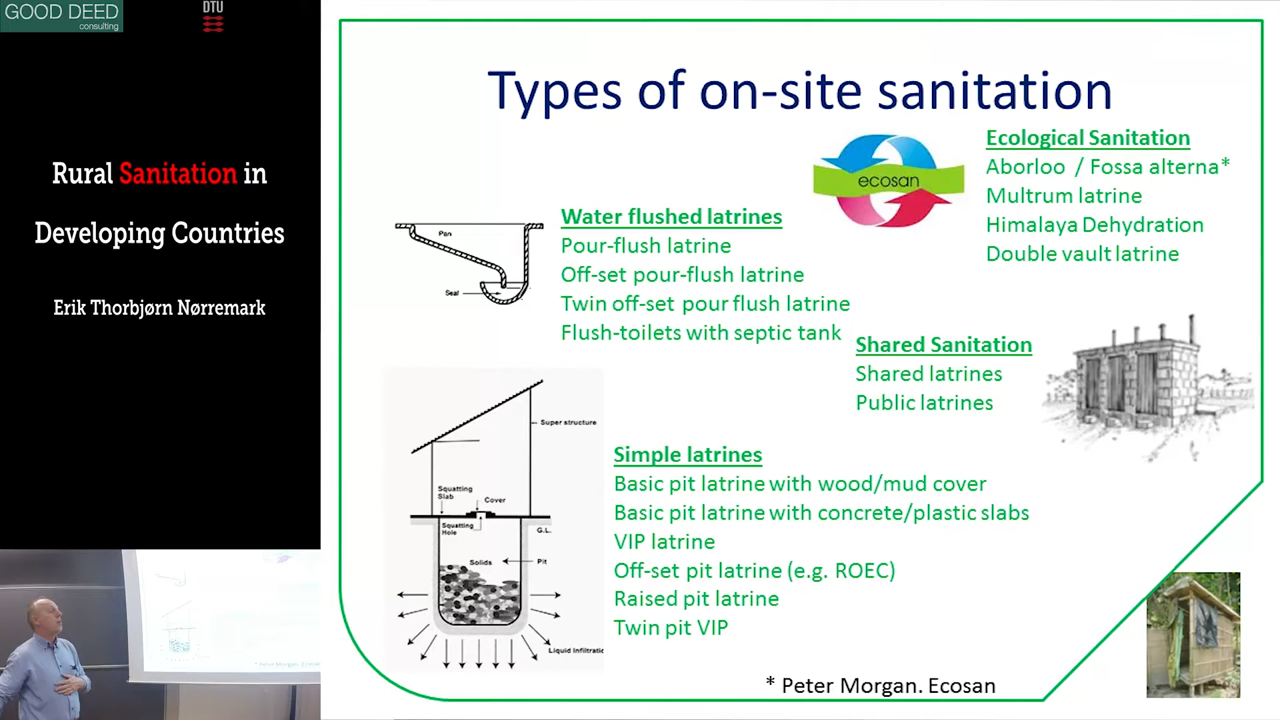 GOOD DEED
consulting
DTU
Rural Sanitation in
Developing Countries
Erik Thorbjørn Nørremark
Types of on-site sanitation
ecosan
Ecological Sanitation
Aborloo / Fossa alterna*
Multrum latrine
Himalaya Dehydration
Double vault latrine
Pan
Seal
Water flushed latrines
Pour-flush latrine
Off-set pour-flush latrine
Twin off-set pour flush latrine
Flush-toilets with septic tank
Shared Sanitation
Shared latrines
Public latrines
Super structure
Squatting
Slab
Cover
Squatting
Hole
G.L.
Solids
Pit
Liquid Infiltratio
Simple latrines
Basic pit latrine with wood/mud cover
Basic pit latrine with concrete/plastic slabs
VIP latrine
Off-set pit latrine (e.g. ROEC)
Raised pit latrine
Twin pit VIP
* Peter Morgan. Ecosan
* Peter Morgan. Ecosan